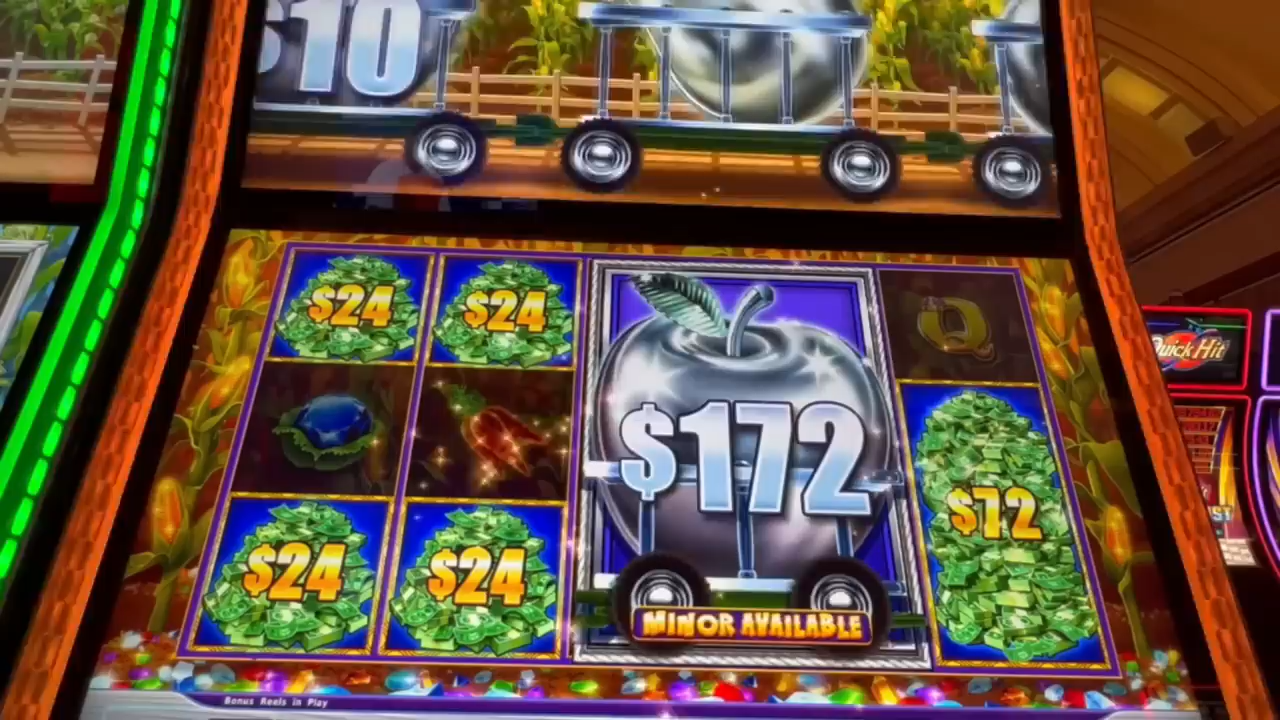 $10
$24
$24
Q
$172
Quick Hit
$72
$24
$24
MINOR AVAILABLE
Bonus Reels in Play